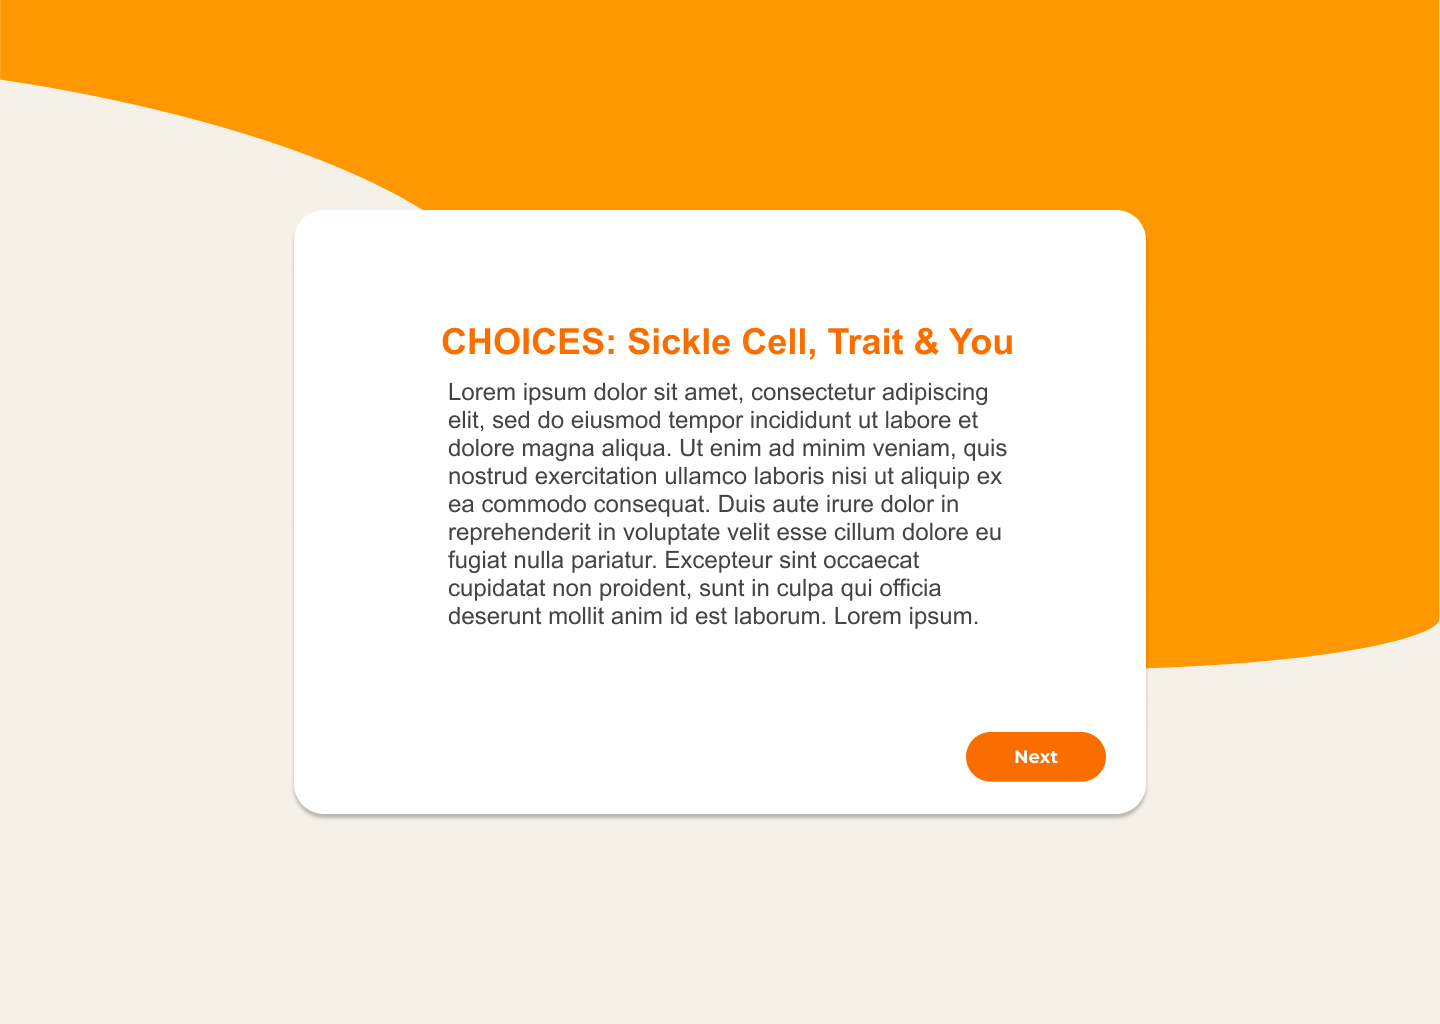 CHOICES: Sickle Cell, Trait & You
Lorem ipsum dolor sit amet, consectetur adipiscing
elit, sed do eiusmod tempor incididunt ut labore et
dolore magna aliqua. Ut enim ad minim veniam, quis
nostrud exercitation ullamco laboris nisi ut aliquip ex
ea commodo consequat. Duis aute irure dolor in
reprehenderit in voluptate velit esse cillum dolore eu
fugiat nulla pariatur. Excepteur sint occaecat
cupidatat non proident, sunt in culpa qui officia
deserunt mollit anim id est laborum. Lorem ipsum.
Next